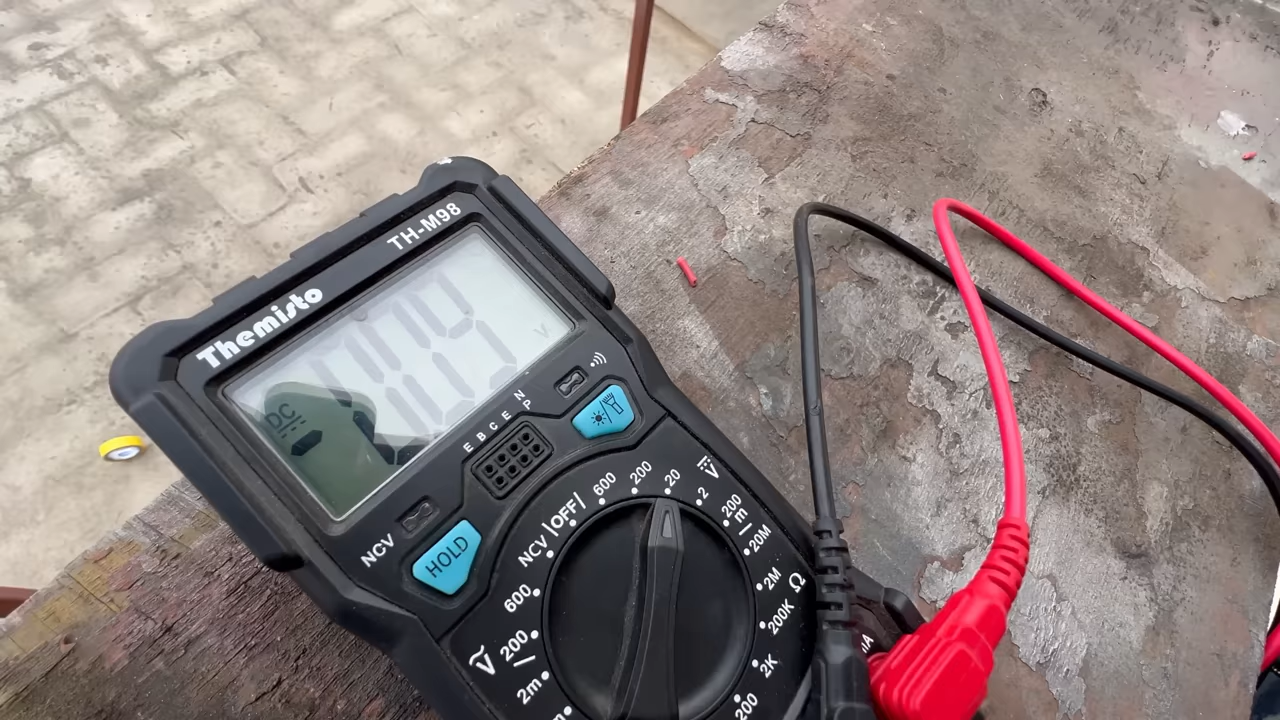 TH-M98
Themisto
DC
V
E B C E N
P
NCV
HOLD
NCV OFF 600 200 20 2 200
m
20M
2M
200K
2K
200
V
Ω
600
200
2m
V